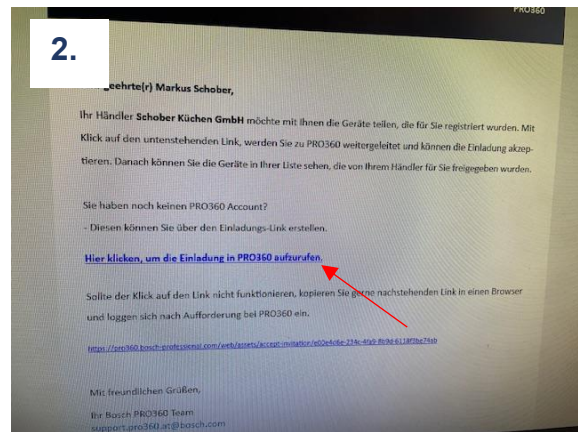 PRO360
2.
geehrte(r) Markus Schober,
Ihr Händler Schober Küchen GmbH möchte mit Ihnen die Geräte teilen, die für Sie registriert wurden. Mit
Klick auf den untenstehenden Link, werden Sie zu PRO360 weitergeleitet und können die Einladung akzep-
tieren. Danach können Sie die Geräte in Ihrer Liste sehen, die von Ihrem Händler für Sie freigegeben wurden.
Sie haben noch keinen PRO360 Account?
- Diesen können Sie über den Einladungs-Link erstellen.
Hier klicken, um die Einladung in PRO360 aufzurufen.
Sollte der Klick auf den Link nicht funktionieren, kopieren Sie gerne nachstehenden Link in einen Browser
und loggen sich nach Aufforderung bei PRO360 ein.
Mit freundlichen Grüßen,
Ihr Bosch PRO360 Team
support.pro360.at@bosch.com